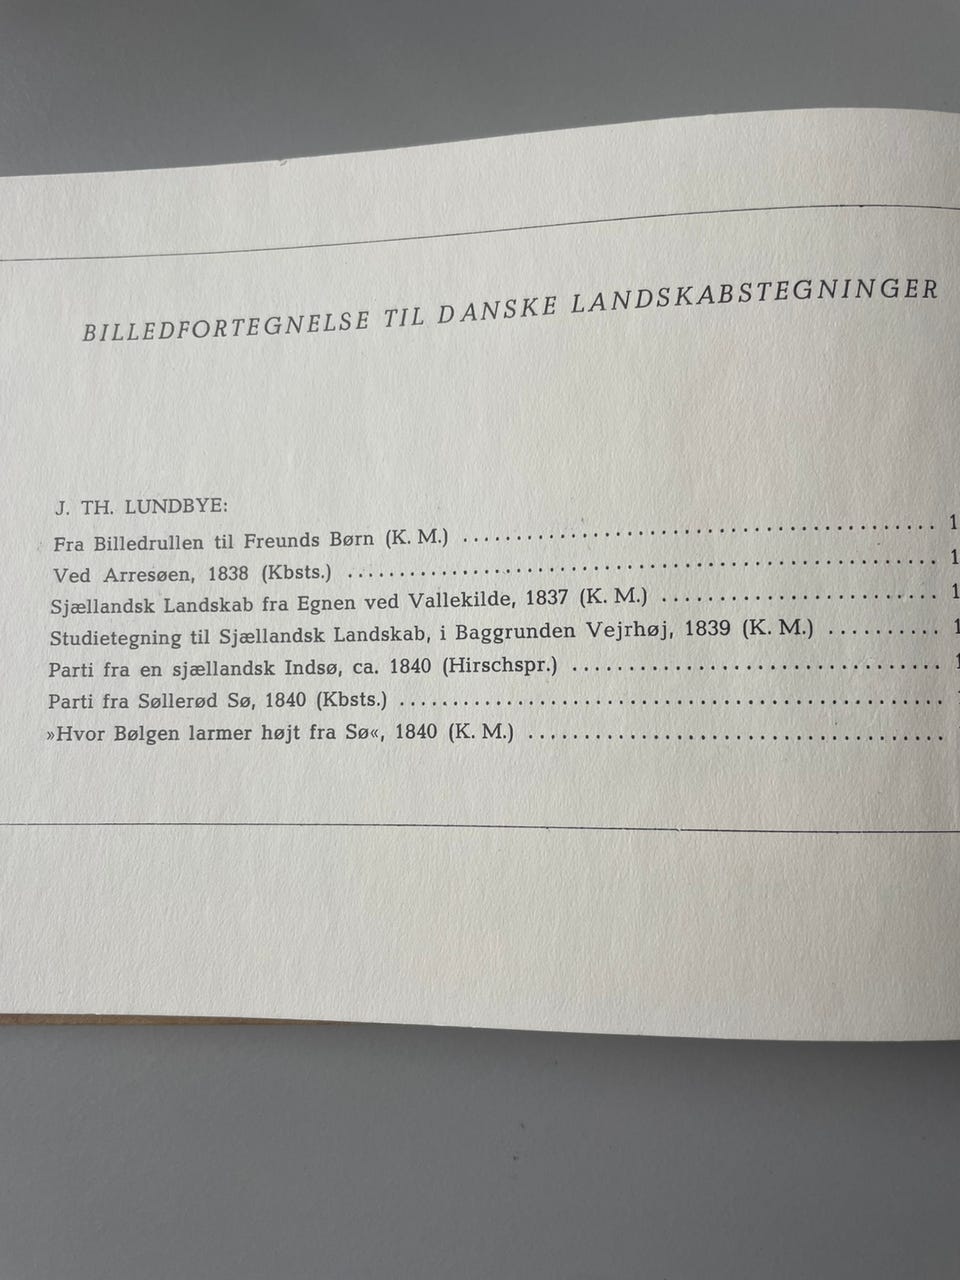 BILLEDFORTEGNELSE TIL DANSKE LANDSKABSTEGNINGER
J. TH. LUNDBYE:
Fra Billedrullen til Freunds Børn (K. M.) ........................................
Ved Arresøen, 1838 (Kbsts.) ........................................
Sjællandsk Landskab fra Egnen ved Vallekilde, 1837 (K. M.) .........................
Studietegning til Sjællandsk Landskab, i Baggrunden Vejrhøj, 1839 (K. M.) ..........
Parti fra en sjællandsk Indsø, ca. 1840 (Hirschspr.) ..............................
Parti fra Søllerød Sø, 1840 (Kbsts.) ........................................
»Hvor Bølgen larmer højt fra Sø«, 1840 (K. M.) ....................................